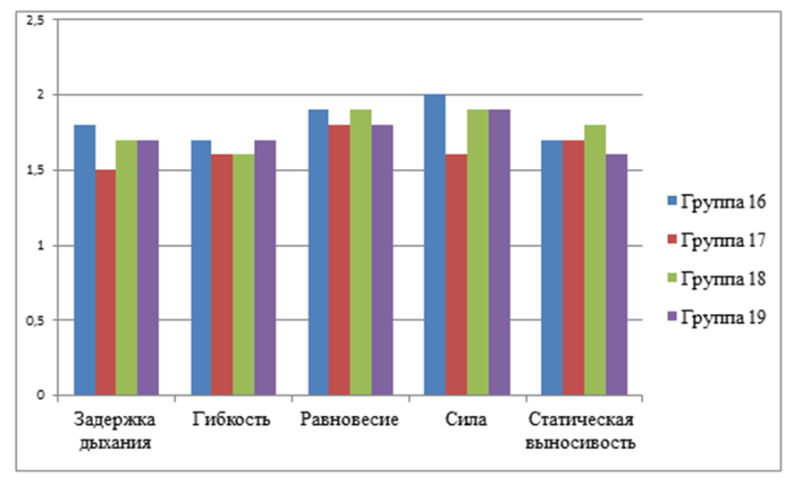 2,5
2
1,5
1
0,5
0
Задержка
дыхания
Гибкость
Равновесие
Сила
Статическая
выносивость
Группа 16
Группа 17
Группа 18
Группа 19